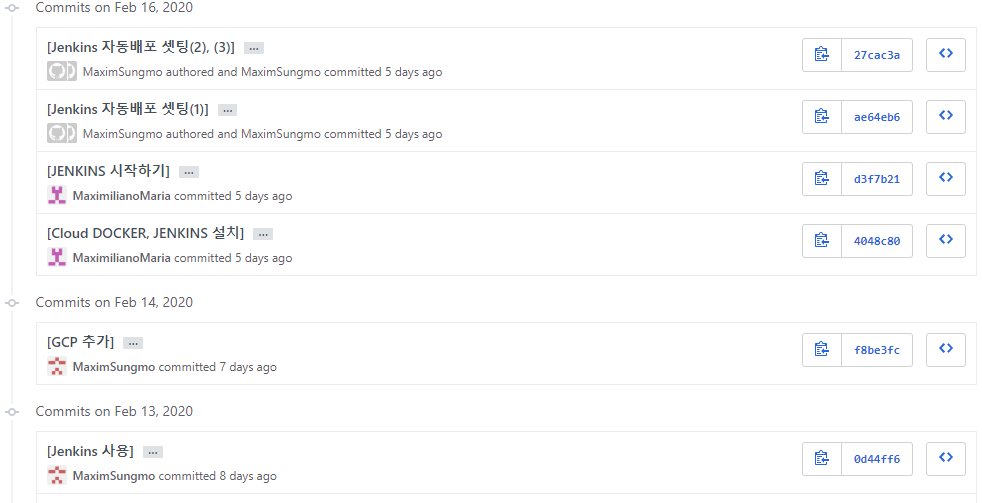 Commits on Feb 16, 2020
[Jenkins 자동배포 셋팅(2), (3)] ...
27cac3a
MaximSungmo authored and MaximSungmo committed 5 days ago
[Jenkins 자동배포 셋팅(1)] ...
ae64eb6
MaximSungmo authored and MaximSungmo committed 5 days ago
[JENKINS 시작하기] ...
d3f7b21
MaximilianoMaria committed 5 days ago
[Cloud DOCKER, JENKINS 설치] ...
4048c80
MaximilianoMaria committed 5 days ago
Commits on Feb 14, 2020
[GCP 추가] ...
f8be3fc
MaximSungmo committed 7 days ago
Commits on Feb 13, 2020
[Jenkins 사용] ...
0d44ff6
MaximSungmo committed 8 days ago